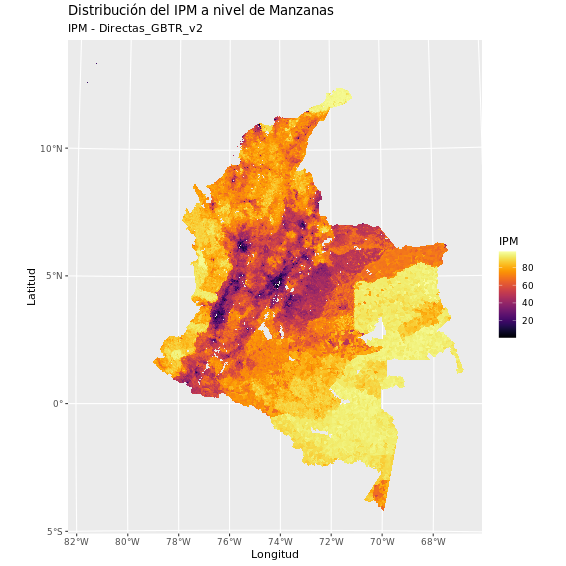 Distribución del IPM a nivel de Manzanas
IPM - Directas_GBTR_v2
10°N
5°N
0°
5°S
Latitud
82°W 80°W 78°W 76°W 74°W 72°W 70°W 68°W
Longitud
IPM
80
60
40
20